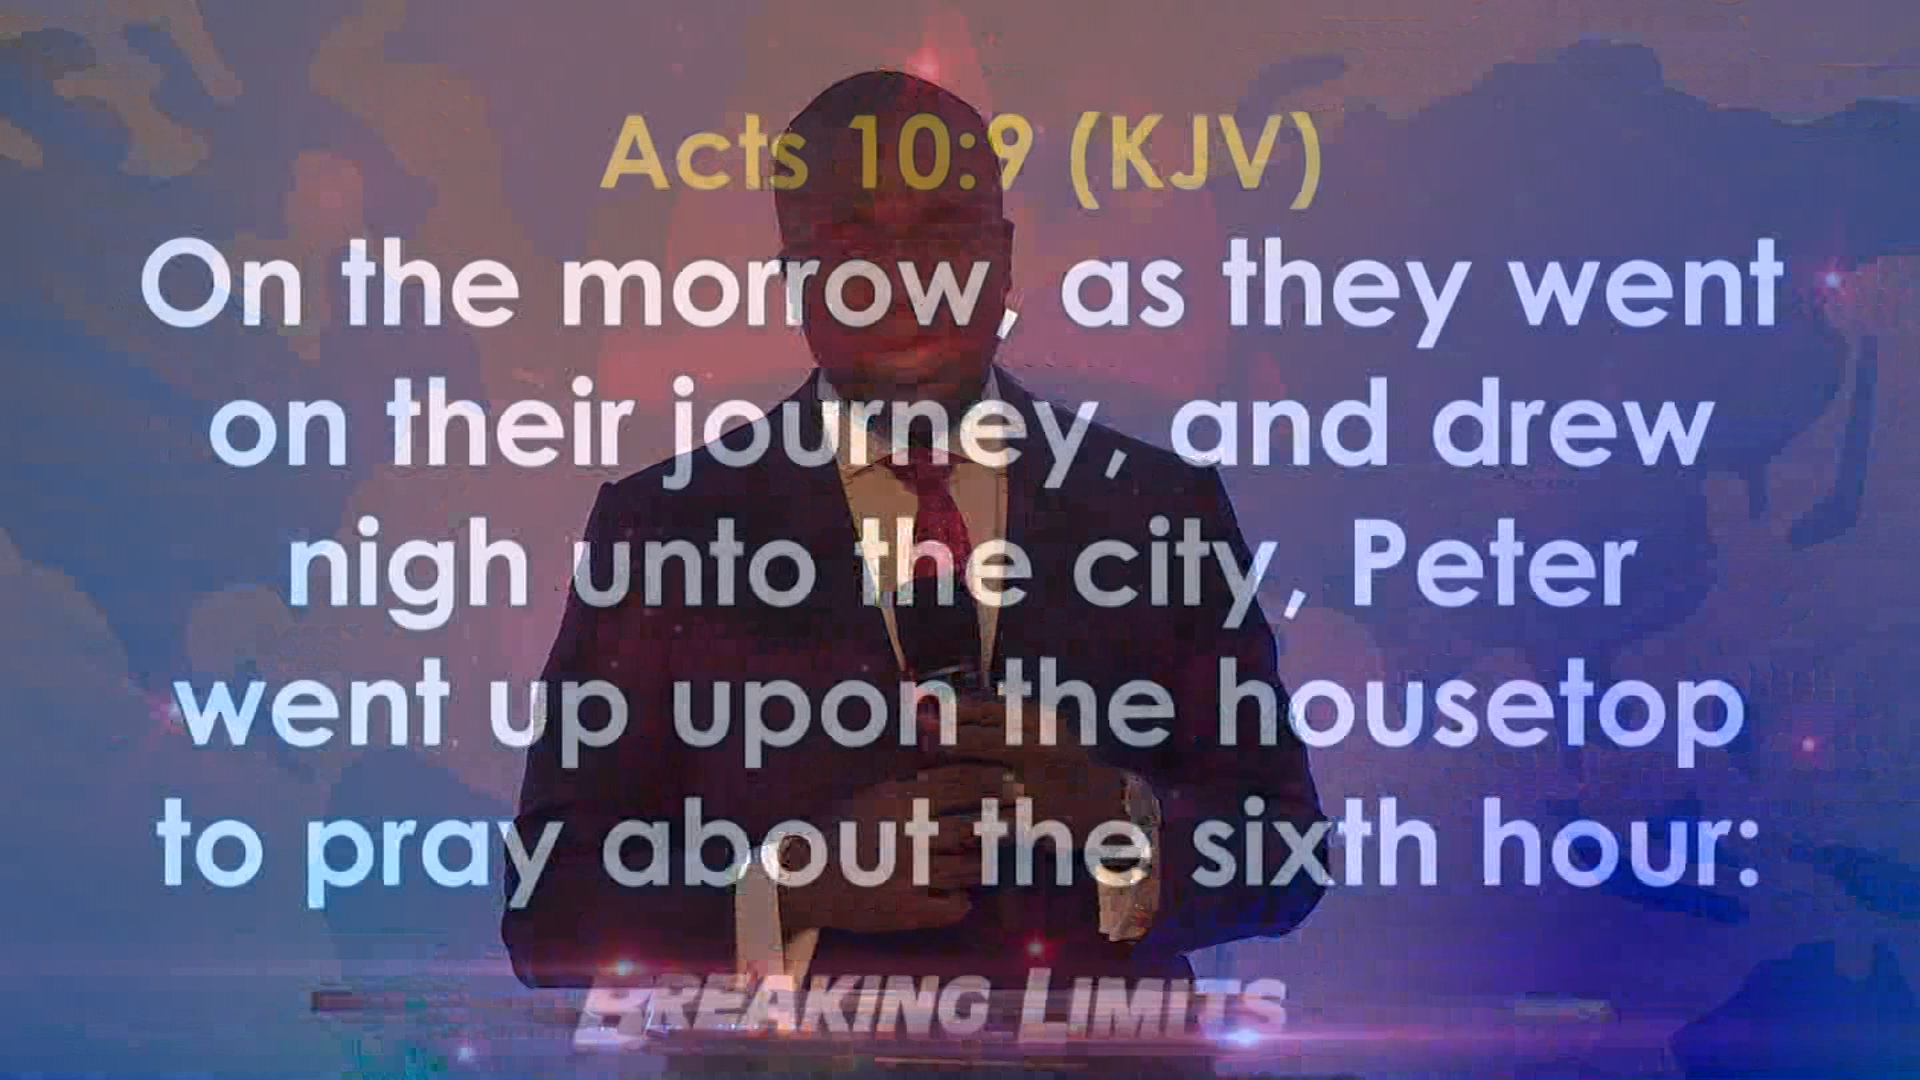 Acts 10:9 (KJV)
On the morrow, as they went
on their journey, and drew
nigh unto the city, Peter
went up upon the housetop
to pray about the sixth hour:
BREAKING LIMITS